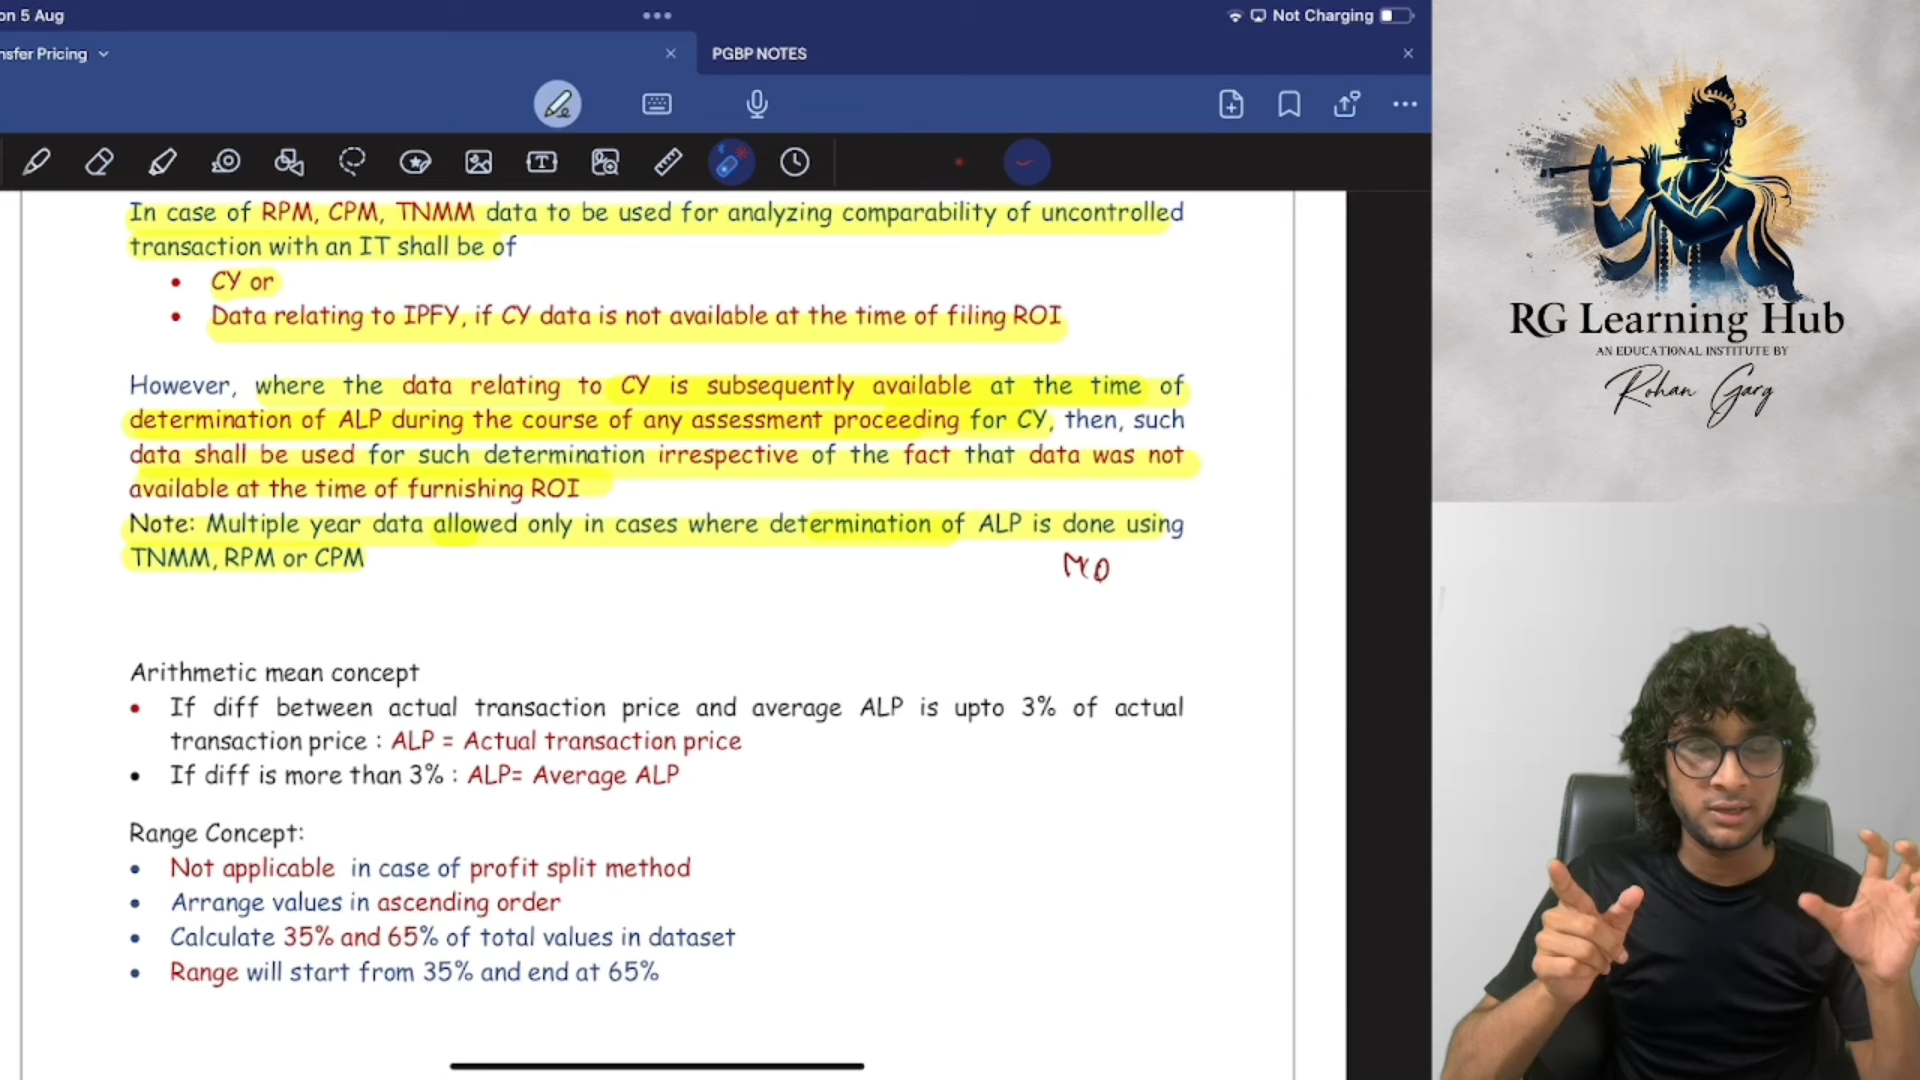 on 5 Aug
Not Charging
nsfer Pricing
PGBP NOTES
In case of RPM, CPM, TNMM data to be used for analyzing comparability of uncontrolled
transaction with an IT shall be of
• CY or
• Data relating to IPFY, if CY data is not available at the time of filing ROI
However, where the data relating to CY is subsequently available at the time of
determination of ALP during the course of any assessment proceeding for CY, then, such
data shall be used for such determination irrespective of the fact that data was not
available at the time of furnishing ROI
Note: Multiple year data allowed only in cases where determination of ALP is done using
TNMM, RPM or CPM
Arithmetic mean concept
• If diff between actual transaction price and average ALP is upto 3% of actual
transaction price : ALP = Actual transaction price
• If diff is more than 3% : ALP= Average ALP
Range Concept:
• Not applicable in case of profit split method
• Arrange values in ascending order
• Calculate 35% and 65% of total values in dataset
• Range will start from 35% and end at 65%
RG Learning Hub
AN EDUCATIONAL INSTITUTE BY
Rohan Garg